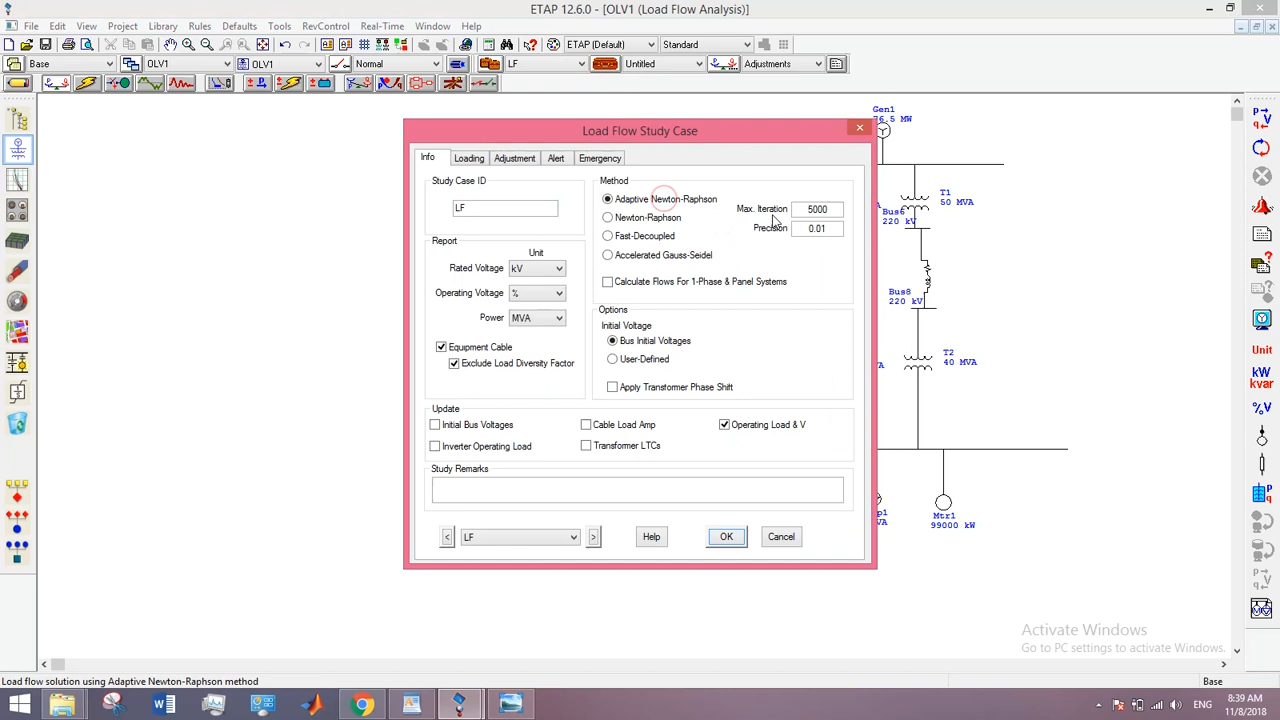 ETAP 12.6.0 - [OLV1 (Load Flow Analysis)]
File Edit View Project Library Rules Defaults Tools RevControl Real-Time Window Help
ETAP (Default) Standard
Base OLV1 OLV1 Normal LF Untitled Adjustments
Load Flow Study Case
Info Loading Adjustment Alert Emergency
Study Case ID
LF
Report
Unit
Rated Voltage kV
Operating Voltage %
Power MVA
Equipment Cable
Exclude Load Diversity Factor
Method
Adaptive Newton-Raphson
Newton-Raphson
Fast-Decoupled
Accelerated Gauss-Seidel
Max. Iteration 5000
Precision 0.01
Calculate Flows For 1-Phase & Panel Systems
Options
Initial Voltage
Bus Initial Voltages
User-Defined
Apply Transformer Phase Shift
Update
Initial Bus Voltages Cable Load Amp Operating Load & V
Inverter Operating Load Transformer LTCs
Study Remarks
< LF > Help OK Cancel
Gen1
76.5 MW
T1
50 MVA
Bus6
220 kV
Bus8
220 kV
T2
40 MVA
Mtr1
99000 kW
P
V
q
Unit
kW
kvar
%V
Activate Windows
Go to PC settings to activate Windows.
Load flow solution using Adaptive Newton-Raphson method
Base
ENG
8:39 AM
11/8/2018